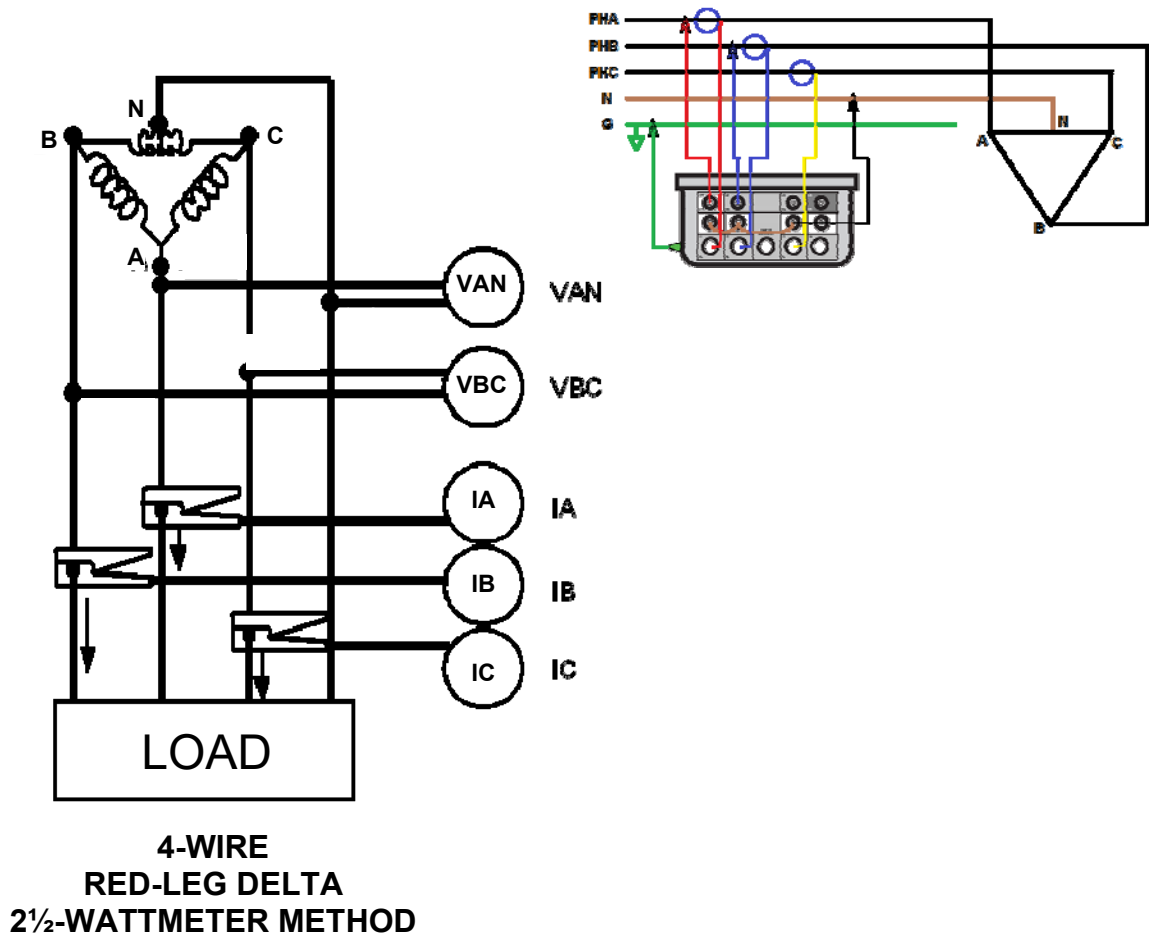 PHA
PHB
PHC
N
G
A
A
N
A
C
B
N
B
C
A
VAN
VAN
VBC
VBC
IA
IA
IB
IB
IC
IC
LOAD
4-WIRE
RED-LEG DELTA
2½-WATTMETER METHOD